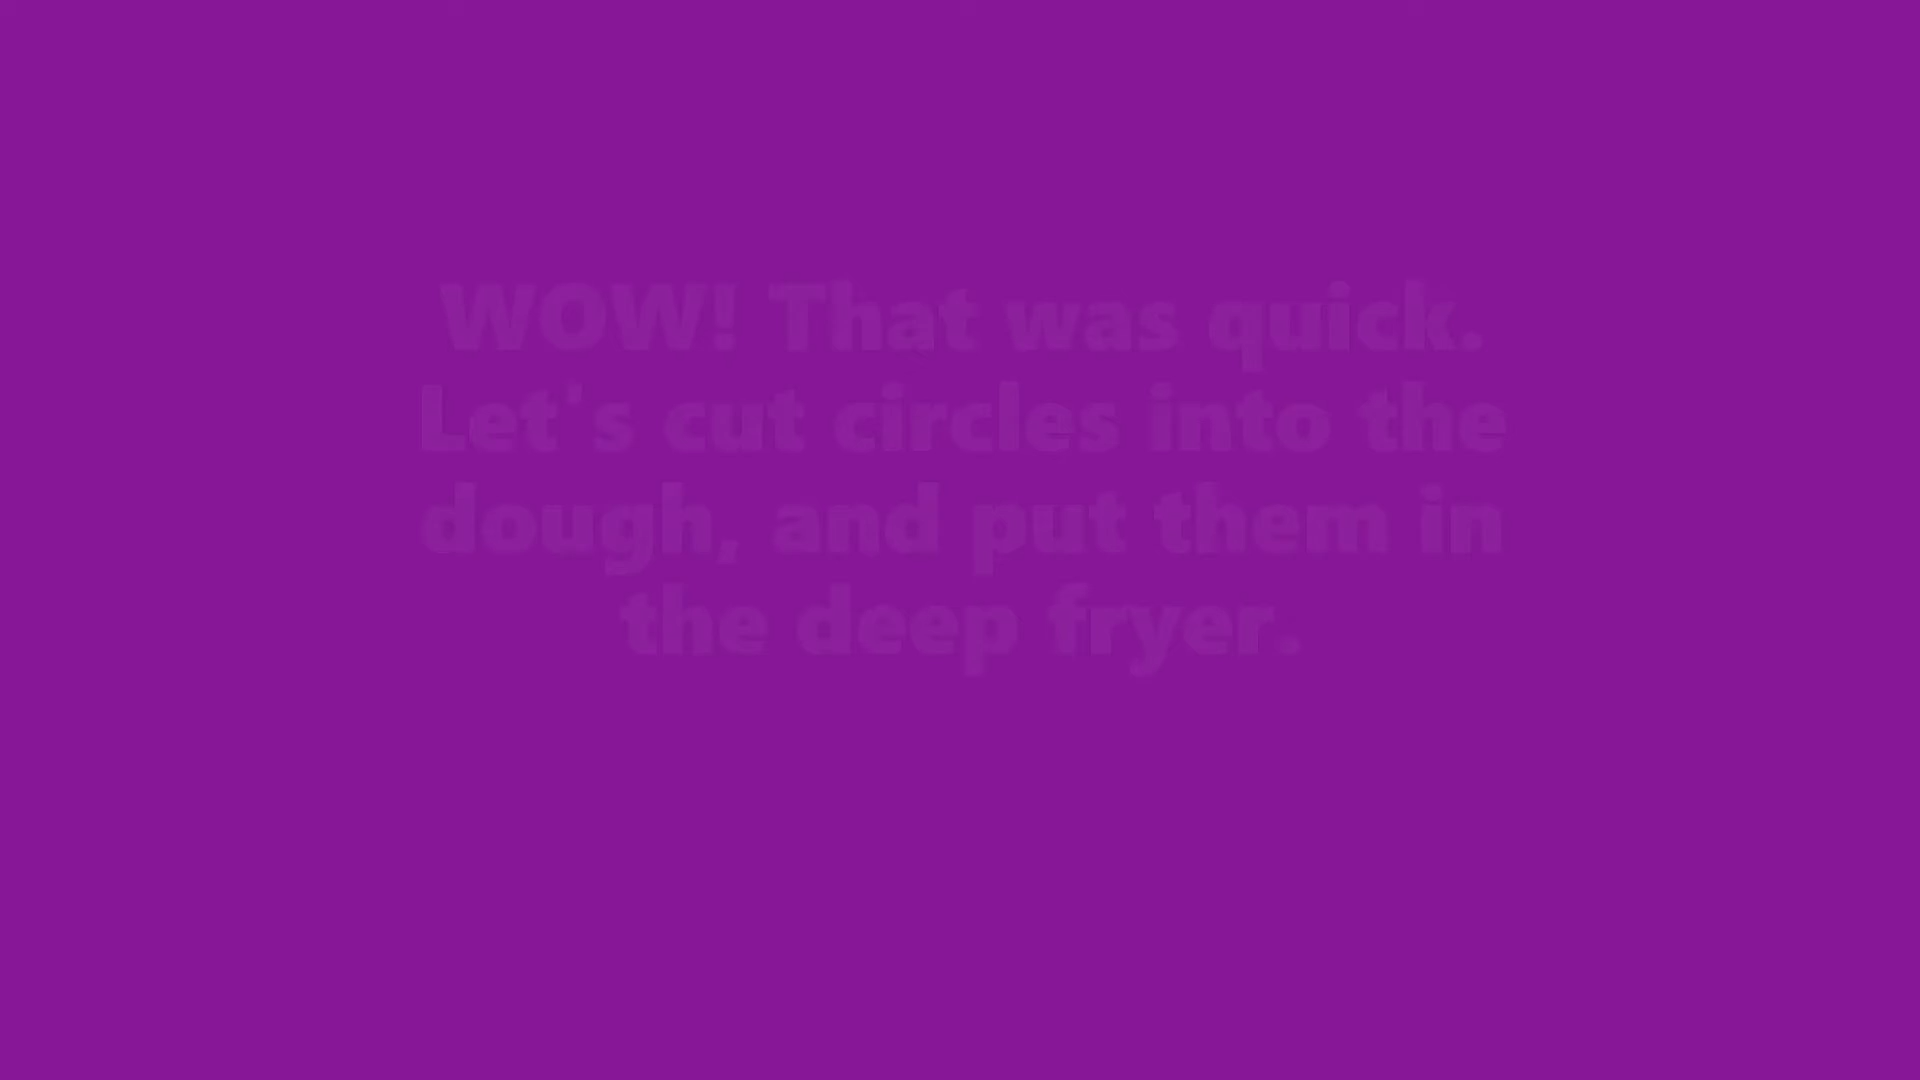 WOW! That was quick.
Let's cut circles into the
dough, and put them in
the deep fryer.